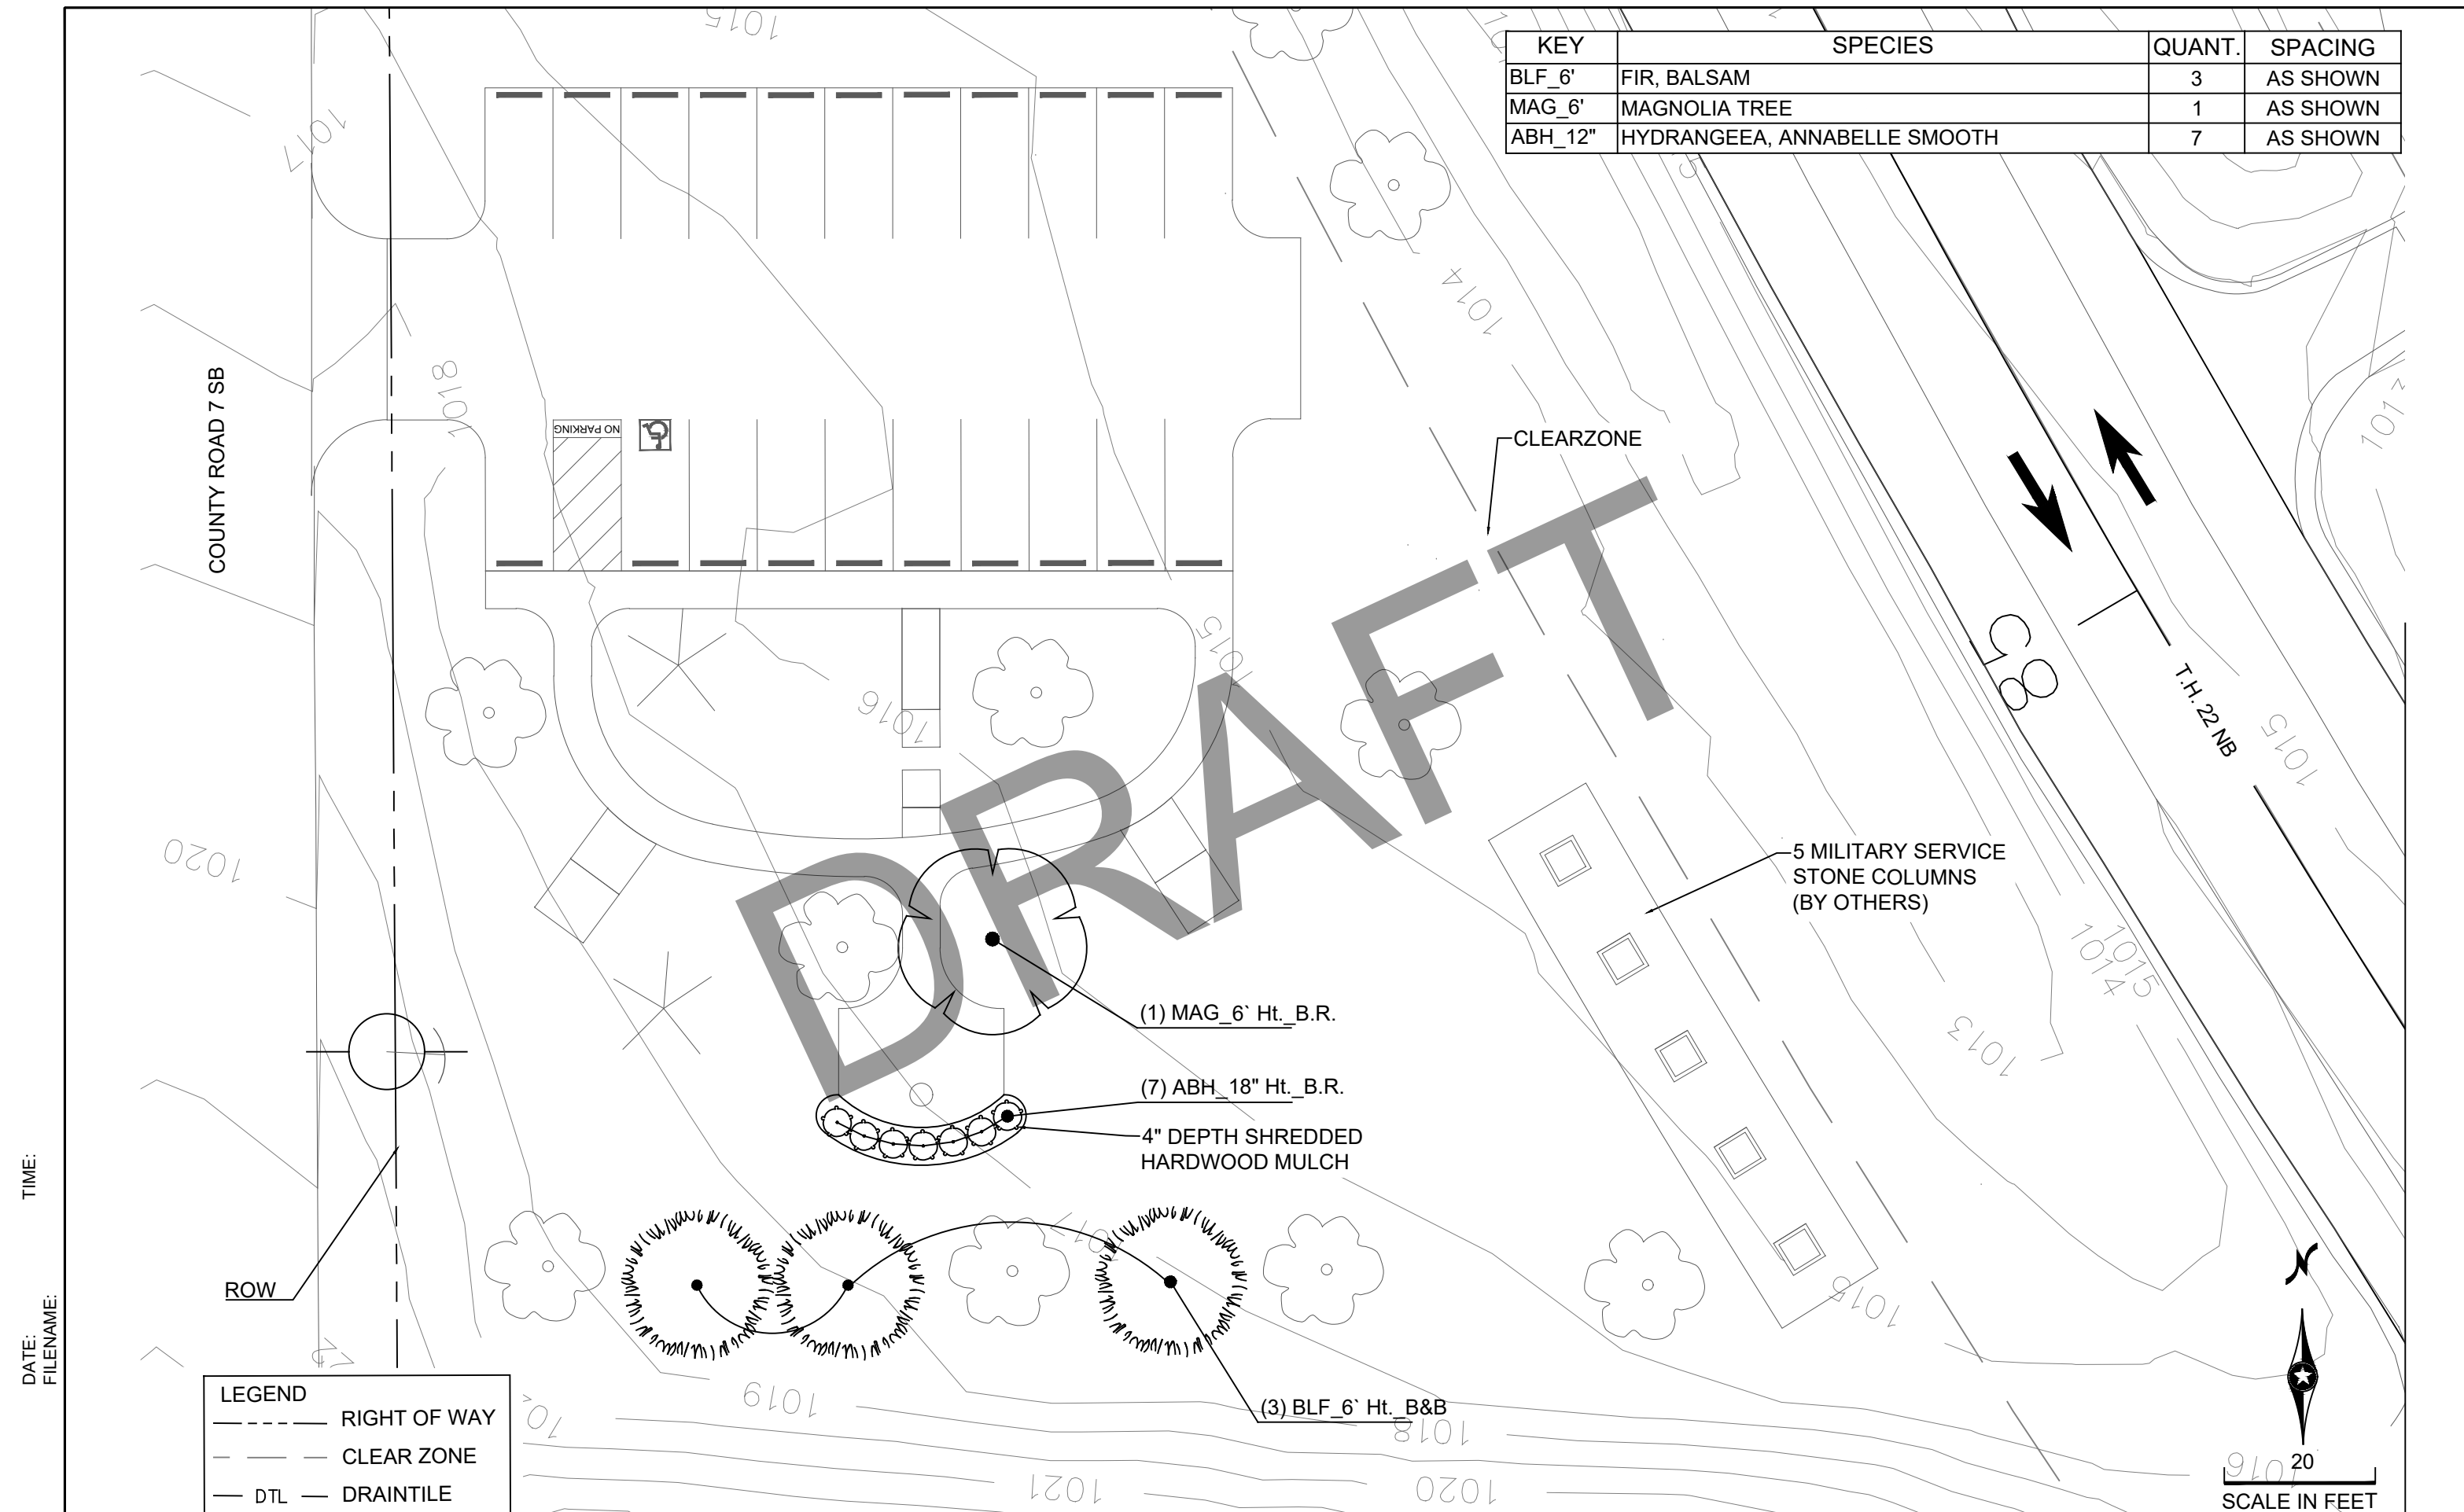 KEY SPECIES QUANT. SPACING
BLF_6' FIR, BALSAM 3 AS SHOWN
MAG_6' MAGNOLIA TREE 1 AS SHOWN
ABH_12" HYDRANGEEA, ANNABELLE SMOOTH 7 AS SHOWN
1015
1017
1014
1018
COUNTY ROAD 7 SB
NO PARKING
CLEARZONE
DRAFT
1015
1016
58
T.H. 22 NB
1015
1020
5 MILITARY SERVICE
STONE COLUMNS
(BY OTHERS)
1015
1014
1013
(1) MAG_6` Ht._B.R.
(7) ABH_18" Ht._B.R.
4" DEPTH SHREDDED
HARDWOOD MULCH
TIME:
DATE:
FILENAME:
ROW
1015
N
1019
(3) BLF_6` Ht._B&B
1018
1021
1020
1016
LEGEND
RIGHT OF WAY
CLEAR ZONE
DTL DRAINTILE
20
SCALE IN FEET